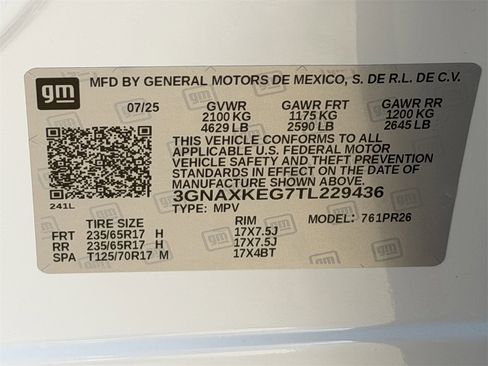 gm MFD BY GENERAL MOTORS DE MEXICO, S. DE R.L. DE C.V.
07/25 GVWR GAWR FRT GAWR RR
2100 KG 1175 KG 1200 KG
4629 LB 2590 LB 2645 LB
THIS VEHICLE CONFORMS TO ALL
APPLICABLE U.S. FEDERAL MOTOR
VEHICLE SAFETY AND THEFT PREVENTION
STANDARDS IN EFFECT ON THE DATE OF
MANUFACTURE SHOWN ABOVE.
3GNAXKEG7TL229436
241L TYPE: MPV MODEL: 761PR26
TIRE SIZE RIM
FRT 235/65R17 H 17X7.5J
RR 235/65R17 H 17X7.5J
SPA T125/70R17 M 17X4BT